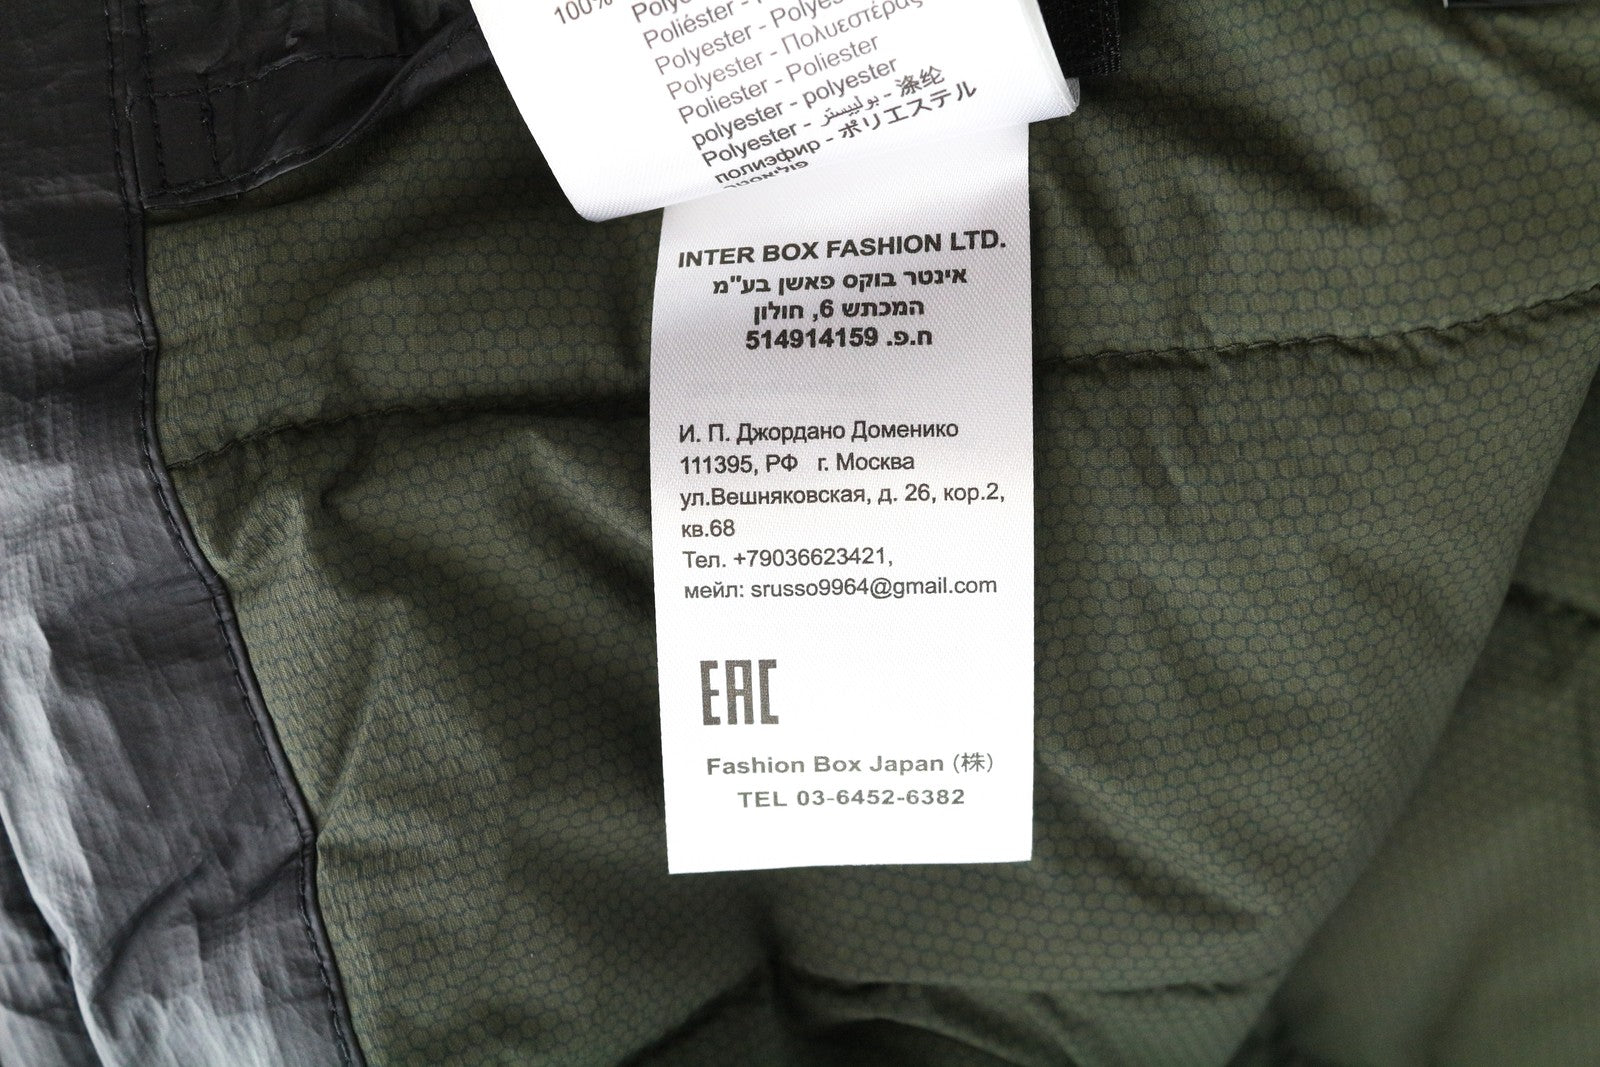 100%
Poliéster -
Polyester - Polyes
Polyester - Πολυεστέρας
Poliester - Poliester
polyester - polyester
Polyester - بوليستر - 涤纶
полиэфир - ポリエステル
INTER BOX FASHION LTD.
אינטר בוקס פאשן בע"מ
המכתש 6, חולון
ח.פ. 514914159
И. П. Джордано Доменико
111395, РФ г. Москва
ул.Вешняковская, д. 26, кор.2,
кв.68
Тел. +79036623421,
мейл: srusso9964@gmail.com
EAC
Fashion Box Japan (株)
TEL 03-6452-6382